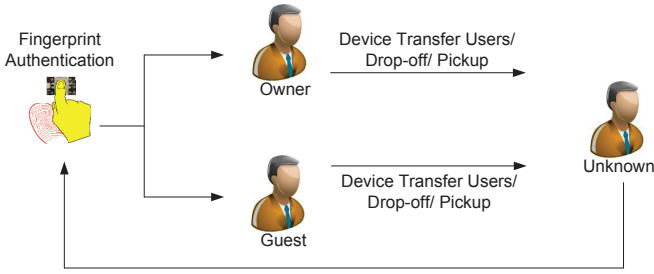 Fingerprint
Authentication
Owner
Device Transfer Users/
Drop-off/ Pickup
Unknown
Device Transfer Users/
Drop-off/ Pickup
Guest